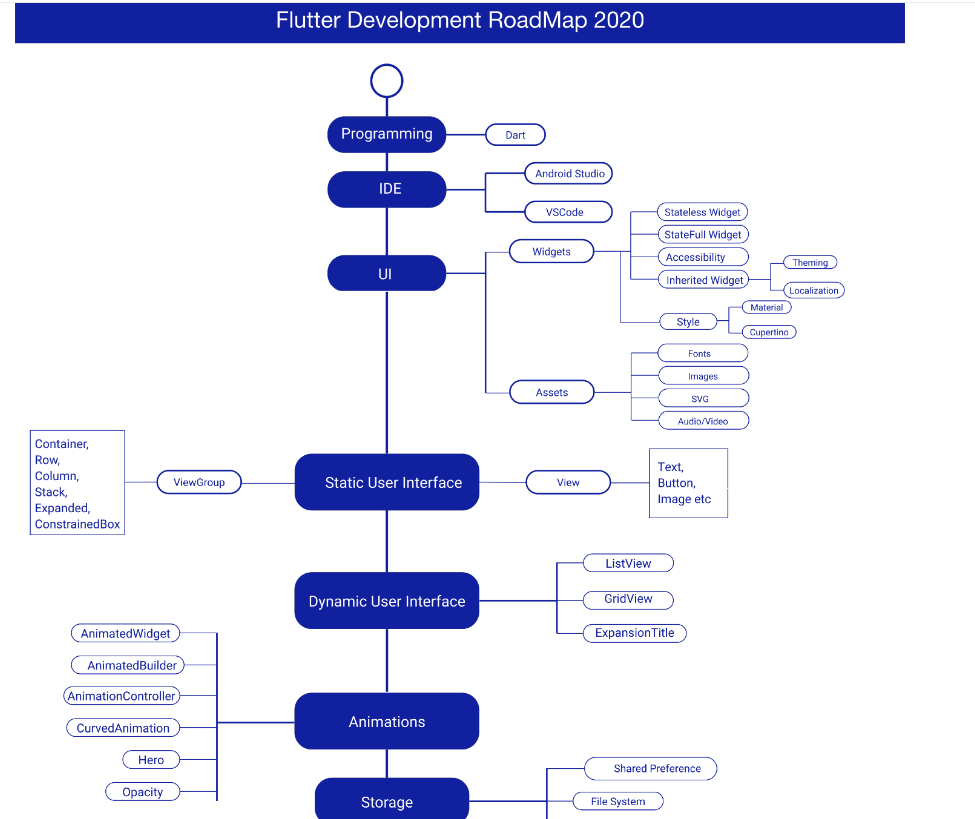 Flutter Development RoadMap 2020
Programming
Dart
IDE
Android Studio
VSCode
UI
Widgets
Stateless Widget
StateFull Widget
Accessibility
Inherited Widget
Theming
Localization
Style
Material
Cupertino
Assets
Fonts
Images
SVG
Audio/Video
Container,
Row,
Column,
Stack,
Expanded,
ConstrainedBox
ViewGroup
Static User Interface
View
Text,
Button,
Image etc
Dynamic User Interface
ListView
GridView
ExpansionTitle
AnimatedWidget
AnimatedBuilder
AnimationController
CurvedAnimation
Hero
Opacity
Animations
Storage
Shared Preference
File System